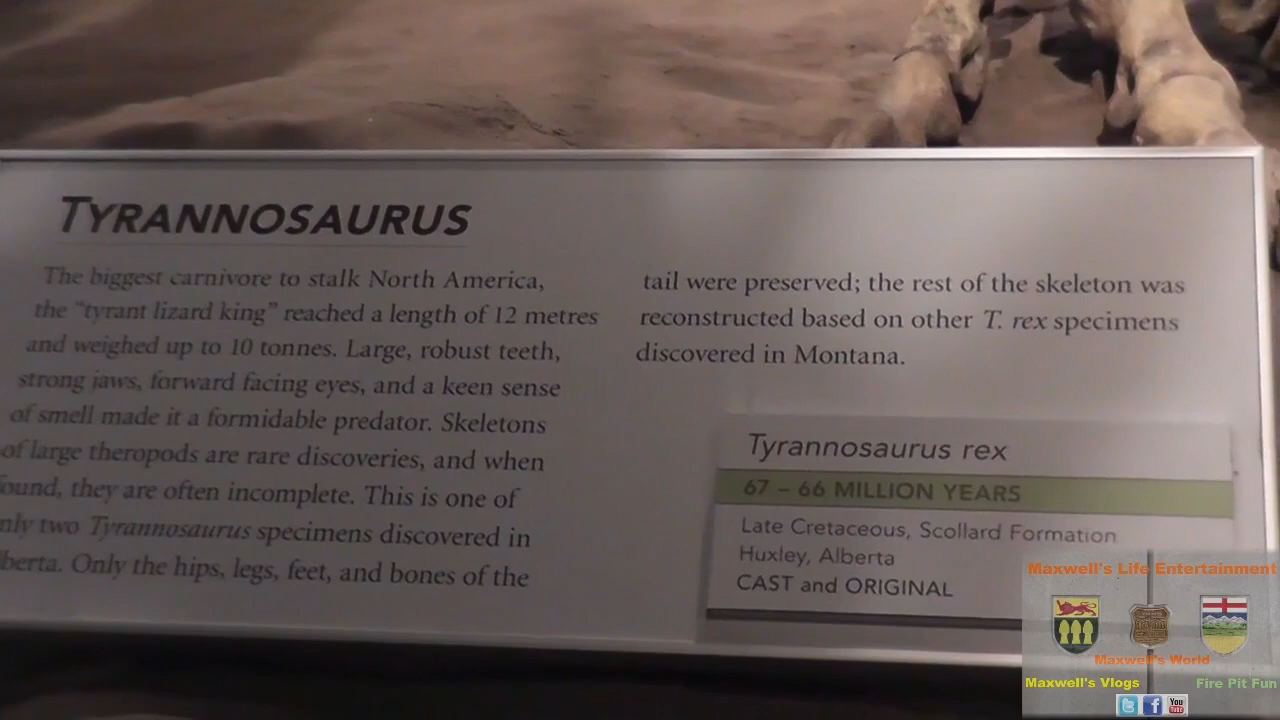 TYRANNOSAURUS
The biggest carnivore to stalk North America,
the "tyrant lizard king" reached a length of 12 metres
and weighed up to 10 tonnes. Large, robust teeth,
strong jaws, forward facing eyes, and a keen sense
of smell made it a formidable predator. Skeletons
of large theropods are rare discoveries, and when
ound, they are often incomplete. This is one of
nly two Tyrannosaurus specimens discovered in
lberta. Only the hips, legs, feet, and bones of the
tail were preserved; the rest of the skeleton was
reconstructed based on other T. rex specimens
discovered in Montana.
Tyrannosaurus rex
67 – 66 MILLION YEARS
Late Cretaceous, Scollard Formation
Huxley, Alberta
CAST and ORIGINAL
Maxwell's Life Entertainment
Maxwell's World
Maxwell's Vlogs
Fire Pit Fun
You